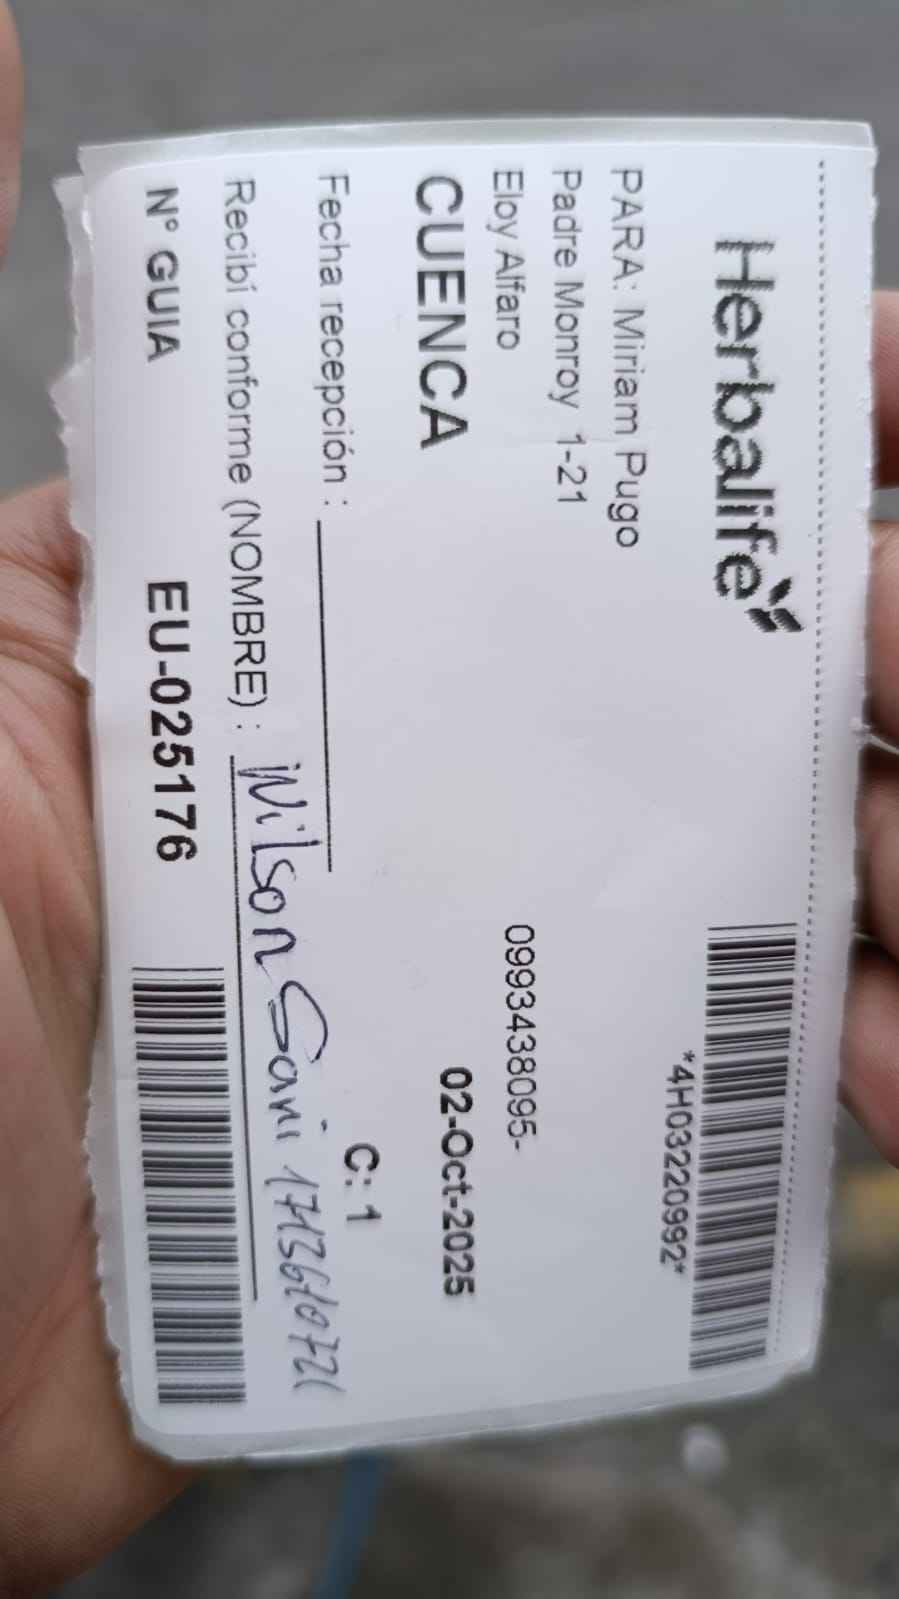 Herbalife
*4H03220992*
PARA: Miriam Pugo
Padre Monroy 1-21
Eloy Alfaro
0993438095-
CUENCA
02-Oct-2025
Fecha recepción :
C: 1
Recibí conforme (NOMBRE) : Wilson Sani
N° GUIA EU-025176